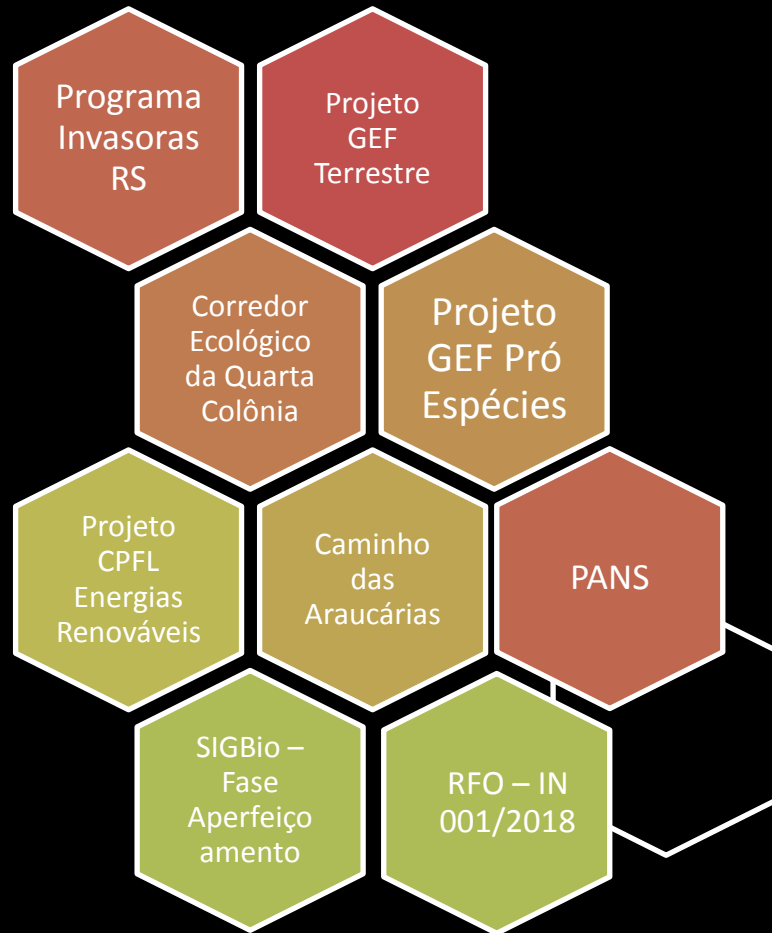 Programa
Invasoras
RS
Projeto
GEF
Terrestre
Corredor
Ecológico
da Quarta
Colônia
Projeto
GEF Pró
Espécies
Projeto
CPFL
Energias
Renováveis
Caminho
das
Araucárias
PANS
SIGBio –
Fase
Aperfeiço
amento
RFO – IN
001/2018